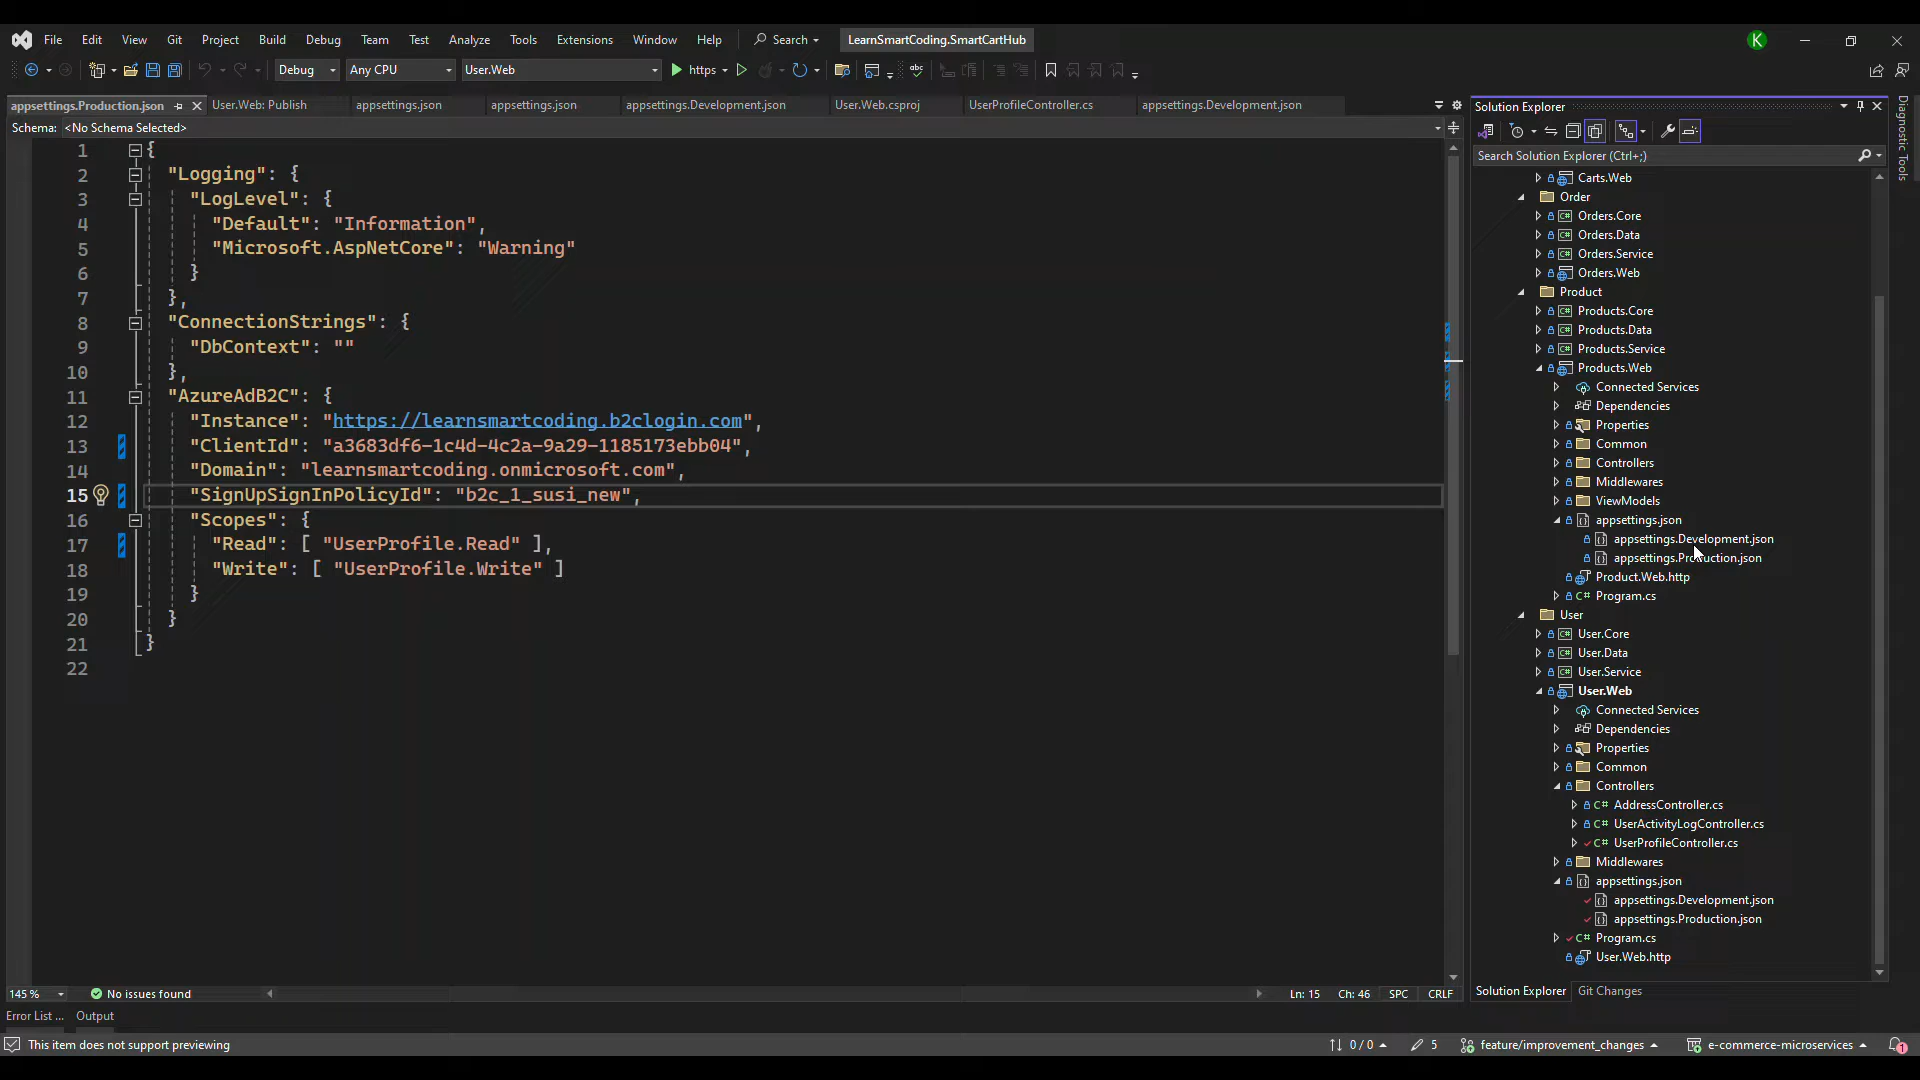 File Edit View Git Project Build Debug Team Test Analyze Tools Extensions Window Help Search LearnSmartCoding.SmartCartHub K
Debug Any CPU User.Web https
appsettings.Production.json User.Web: Publish appsettings.json appsettings.json appsettings.Development.json User.Web.csproj UserProfileController.cs appsettings.Development.json
Schema: <No Schema Selected>
1 {
2 "Logging": {
3 "LogLevel": {
4 "Default": "Information",
5 "Microsoft.AspNetCore": "Warning"
6 }
7 },
8 "ConnectionStrings": {
9 "DbContext": ""
10 },
11 "AzureAdB2C": {
12 "Instance": "https://learnsmartcoding.b2clogin.com",
13 "ClientId": "a3683df6-1c4d-4c2a-9a29-1185173ebb04",
14 "Domain": "learnsmartcoding.onmicrosoft.com",
15 "SignUpSignInPolicyId": "b2c_1_susi_new",
16 "Scopes": {
17 "Read": [ "UserProfile.Read" ],
18 "Write": [ "UserProfile.Write" ]
19 }
20 }
21 }
22
145 % No issues found Ln: 15 Ch: 46 SPC CRLF
Error List ... Output
Solution Explorer
Search Solution Explorer (Ctrl+;)
Carts.Web
Order
C# Orders.Core
C# Orders.Data
C# Orders.Service
Orders.Web
Product
C# Products.Core
C# Products.Data
C# Products.Service
Products.Web
Connected Services
Dependencies
Properties
Common
Controllers
Middlewares
ViewModels
appsettings.json
appsettings.Development.json
appsettings.Production.json
Product.Web.http
C# Program.cs
User
C# User.Core
C# User.Data
C# User.Service
User.Web
Connected Services
Dependencies
Properties
Common
Controllers
C# AddressController.cs
C# UserActivityLogController.cs
C# UserProfileController.cs
Middlewares
appsettings.json
appsettings.Development.json
appsettings.Production.json
C# Program.cs
User.Web.http
Solution Explorer Git Changes
Diagnostic Tools
This item does not support previewing 0 / 0 5 feature/improvement_changes e-commerce-microservices 1